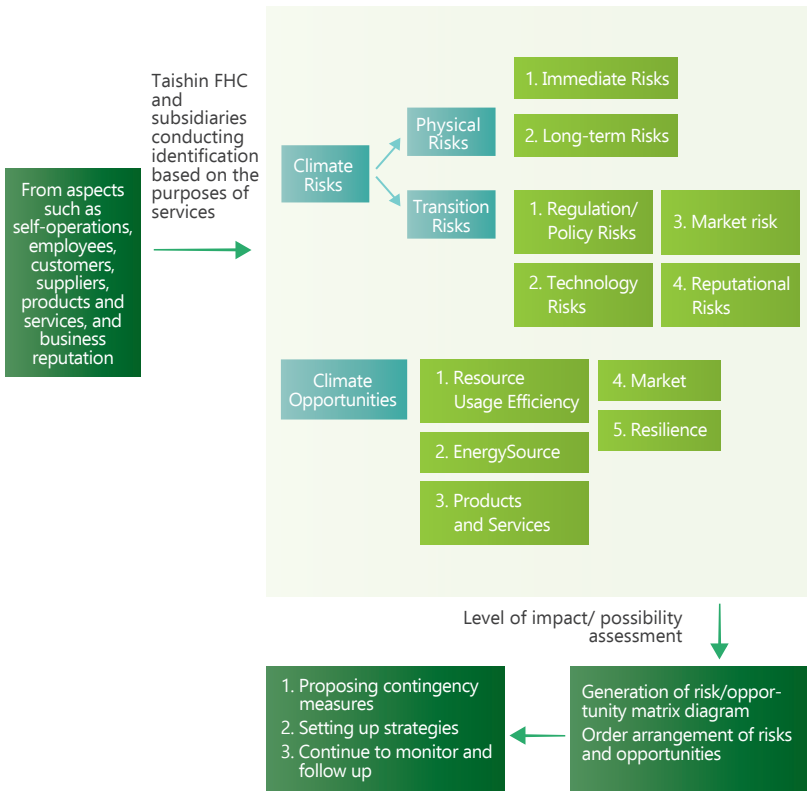 From aspects
such as
self-operations,
employees,
customers,
suppliers,
products and
services, and
business
reputation
Taishin FHC
and
subsidiaries
conducting
identification
based on the
purposes of
services
Climate
Risks
Physical
Risks
1. Immediate Risks
2. Long-term Risks
Transition
Risks
1. Regulation/
Policy Risks
2. Technology
Risks
3. Market risk
4. Reputational
Risks
Climate
Opportunities
1. Resource
Usage Efficiency
2. EnergySource
3. Products
and Services
4. Market
5. Resilience
Level of impact/ possibility
assessment
Generation of risk/oppor-
tunity matrix diagram
Order arrangement of risks
and opportunities
1. Proposing contingency
measures
2. Setting up strategies
3. Continue to monitor and
follow up